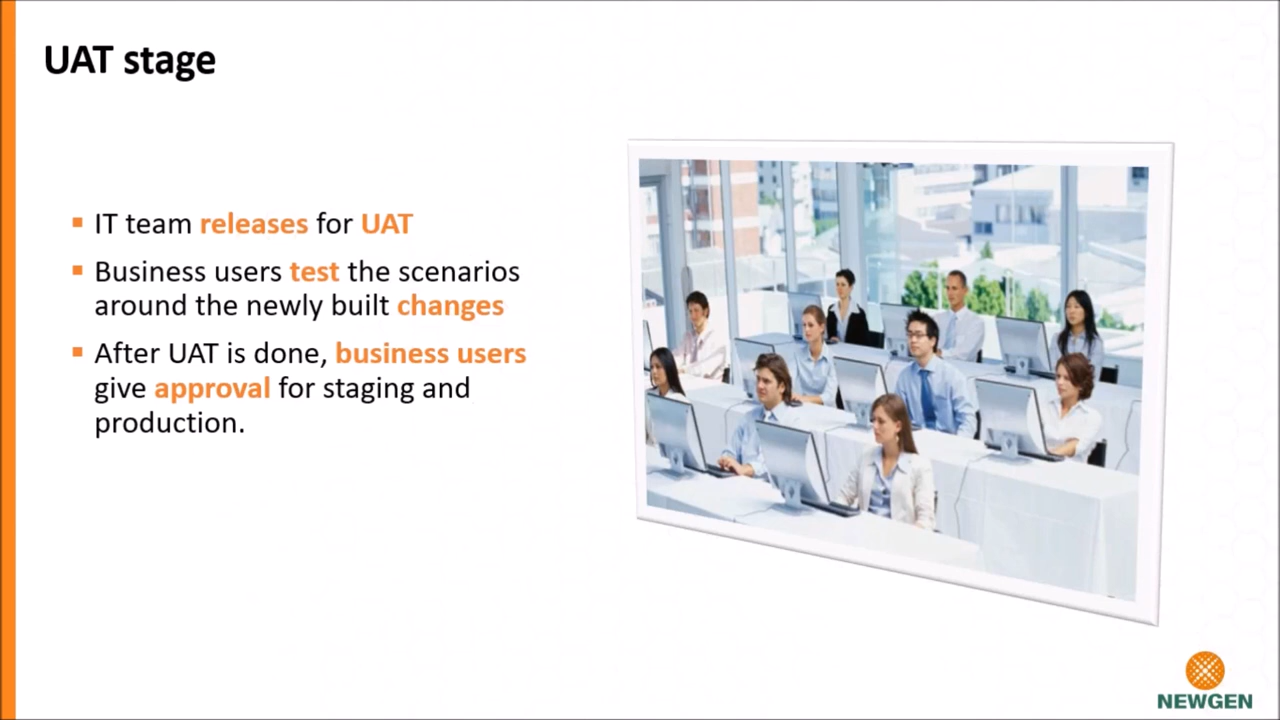 UAT stage
IT team releases for UAT
Business users test the scenarios
around the newly built changes
After UAT is done, business users
give approval for staging and
production.
NEWGEN